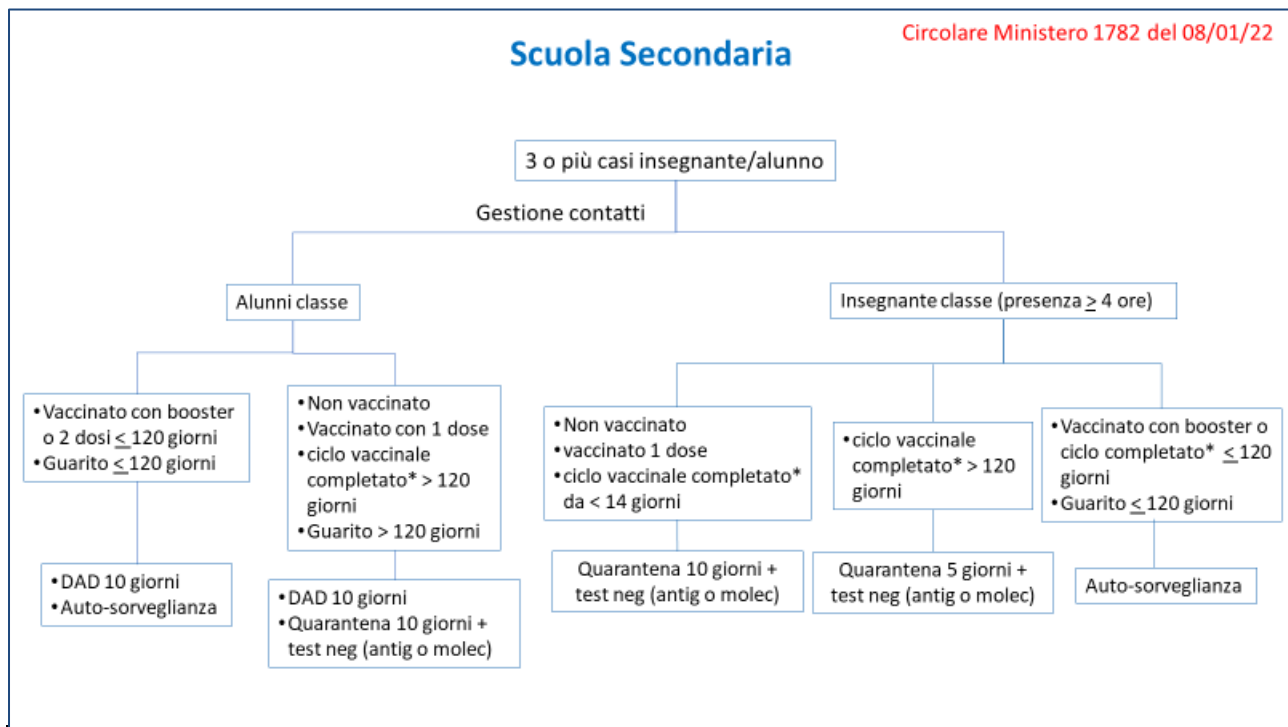 Circolare Ministero 1782 del 08/01/22
Scuola Secondaria
3 o più casi insegnante/alunno
Gestione contatti
Alunni classe
Insegnante classe (presenza ≥ 4 ore)
•Vaccinato con booster
o 2 dosi ≤ 120 giorni
•Guarito ≤ 120 giorni
•Non vaccinato
•Vaccinato con 1 dose
•ciclo vaccinale
completato* > 120
giorni
•Guarito > 120 giorni
•Non vaccinato
•vaccinato 1 dose
•ciclo vaccinale completato*
da < 14 giorni
•ciclo vaccinale
completato* > 120
giorni
•Vaccinato con booster o
ciclo completato* ≤ 120
giorni
•Guarito ≤ 120 giorni
•DAD 10 giorni
•Auto-sorveglianza
•DAD 10 giorni
•Quarantena 10 giorni +
test neg (antig o molec)
Quarantena 10 giorni +
test neg (antig o molec)
Quarantena 5 giorni +
test neg (antig o molec)
Auto-sorveglianza